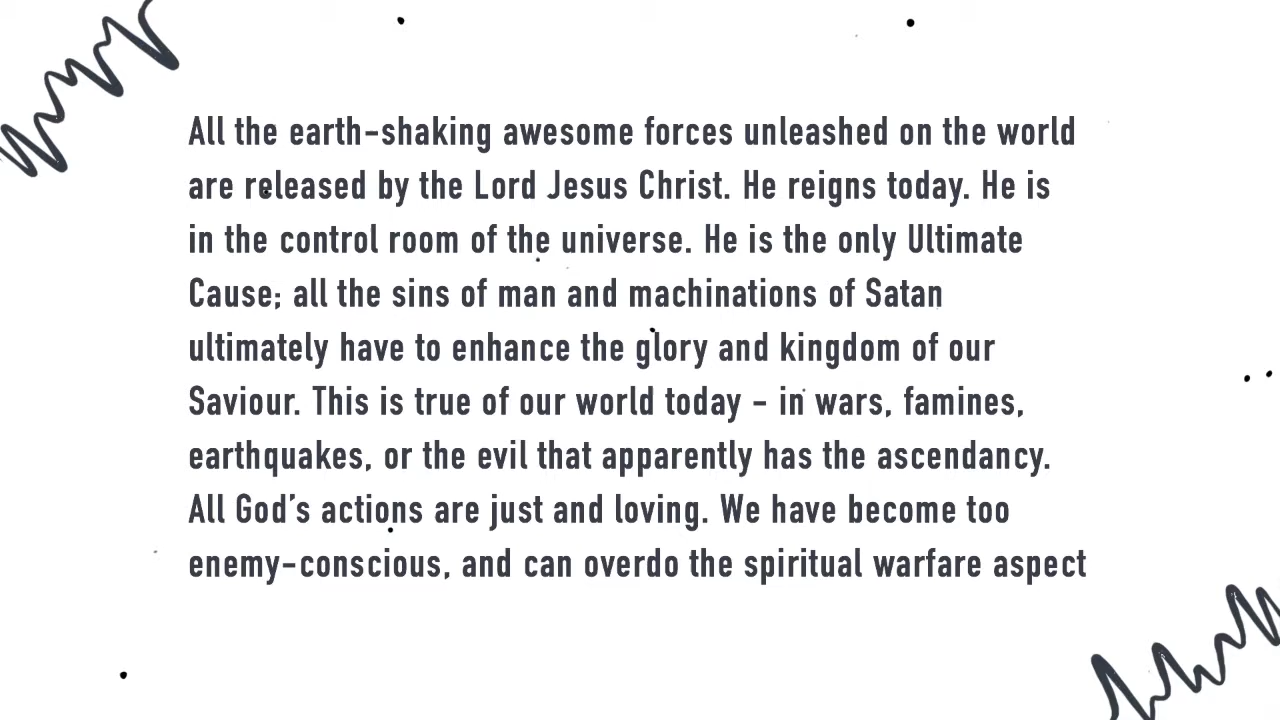 All the earth-shaking awesome forces unleashed on the world
are released by the Lord Jesus Christ. He reigns today. He is
in the control room of the universe. He is the only Ultimate
Cause; all the sins of man and machinations of Satan
ultimately have to enhance the glory and kingdom of our
Saviour. This is true of our world today - in wars, famines,
earthquakes, or the evil that apparently has the ascendancy.
All God's actions are just and loving. We have become too
enemy-conscious, and can overdo the spiritual warfare aspect